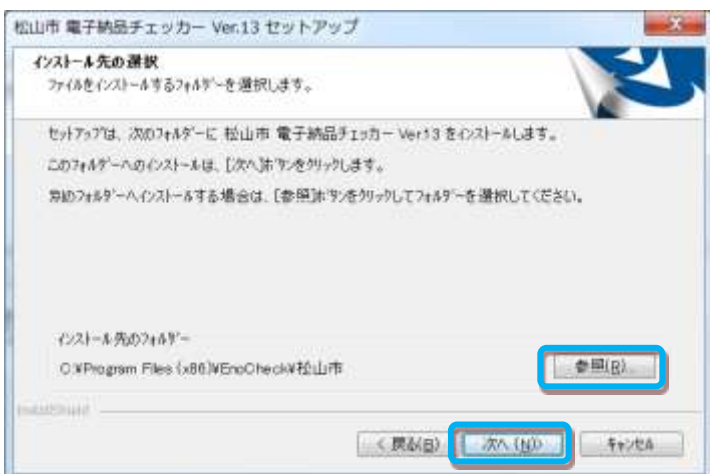 松山市 電子納品チェッカー Ver.13 セットアップ
インストール先の選択
ファイルをインストールするフォルダーを選択します。
セットアップは、次のフォルダーに 松山市 電子納品チェッカー Ver13 をインストールします。
このフォルダーへのインストールは、[次へ]ボタンをクリックします。
別のフォルダーへインストールする場合は、[参照]ボタンをクリックしてフォルダーを選択してください。
インストール先のフォルダー
C:¥Program Files (x86)¥EnoCheck¥松山市
参照(R)...
InstallShield
< 戻る(B)
次へ (N)>
キャンセル